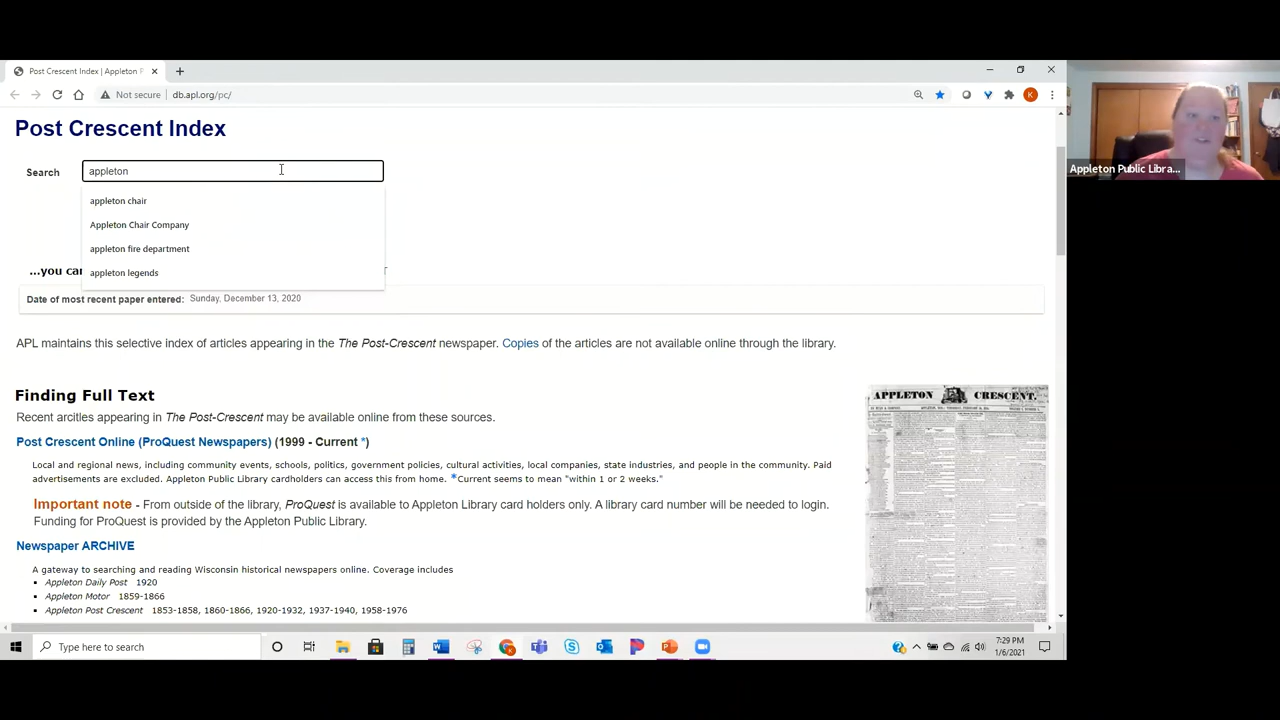 Post Crescent Index | Appleton P
Not secure
db.apl.org/pc/
K
Post Crescent Index
Search
appleton
appleton chair
Appleton Chair Company
appleton fire department
appleton legends
...you can
Date of most recent paper entered: Sunday, December 13, 2020
APL maintains this selective index of articles appearing in the The Post-Crescent newspaper. Copies of the articles are not available online through the library.
Finding Full Text
Recent arcitles appearing in The Post-Crescent may be available online from these sources.
Post Crescent Online (ProQuest Newspapers) (1999 - Current *)
Local and regional news, including community events, schools, politics, government policies, cultural activities, local companies, state industries, and people in the community. Paid
advertisements are excluded. Appleton Public Library cardholders can access this from home. *Current seems to mean "within 1 or 2 weeks."
Important note - From outside of the library, ProQuest is available to Appleton Library card holders only. A library card number will be needed to login.
Funding for ProQuest is provided by the Appleton Public Library.
Newspaper ARCHIVE
A gateway to searching and reading Wisconsin historical newspapers online. Coverage includes
Appleton Daily Post 1920
Appleton Motor 1859-1866
Appleton Post Crescent 1853-1858, 1860-1866, 1920-1932, 1937-1940, 1958-1976
APPLETON CRESCENT.
Appleton Public Libra...
Type here to search
7:29 PM
1/6/2021